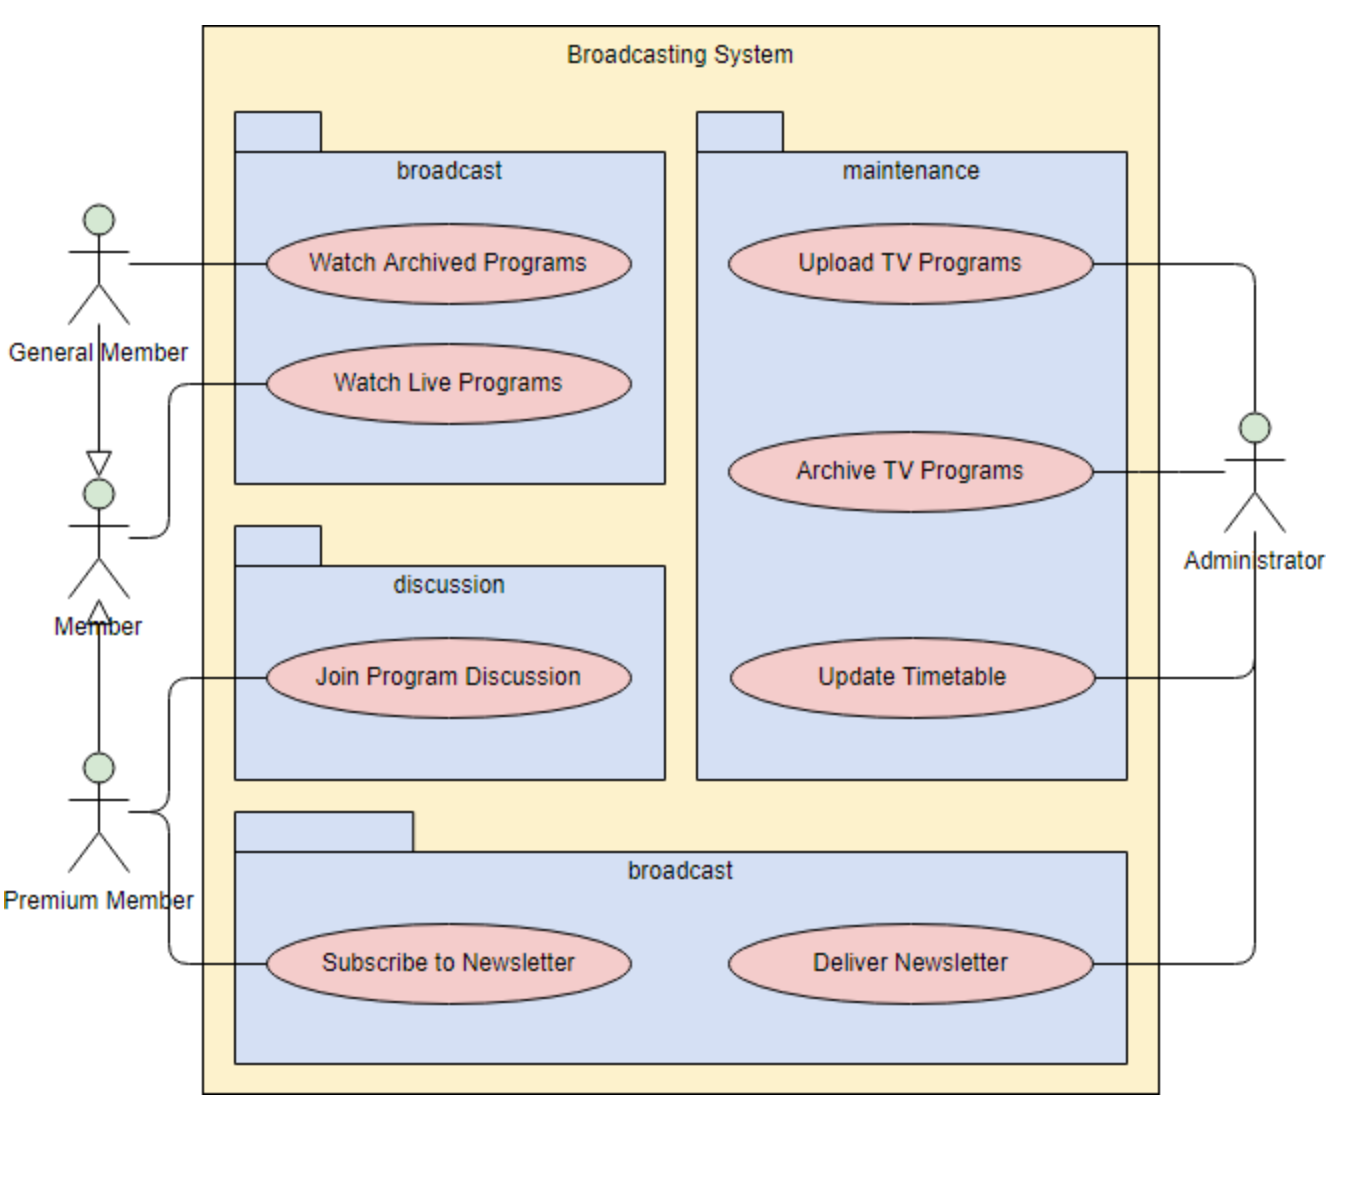 Broadcasting System
broadcast
Watch Archived Programs
Watch Live Programs
maintenance
Upload TV Programs
Archive TV Programs
Update Timetable
discussion
Join Program Discussion
broadcast
Subscribe to Newsletter
Deliver Newsletter
General Member
Member
Premium Member
Administrator